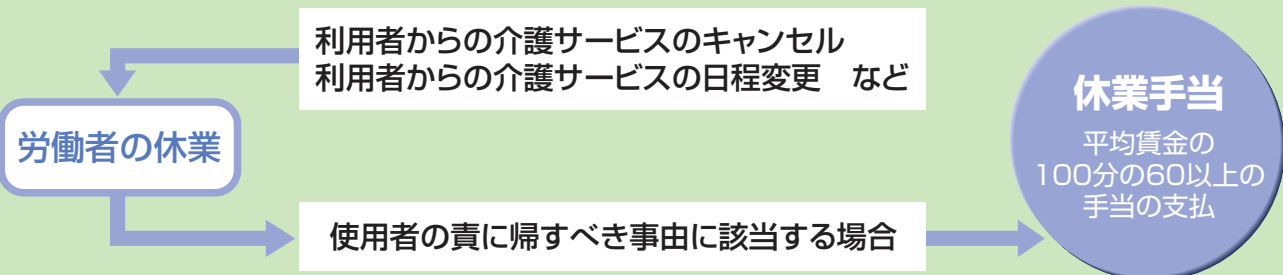 利用者からの介護サービスのキャンセル
利用者からの介護サービスの日程変更　など
労働者の休業
使用者の責に帰すべき事由に該当する場合
休業手当
平均賃金の
100分の60以上の
手当の支払